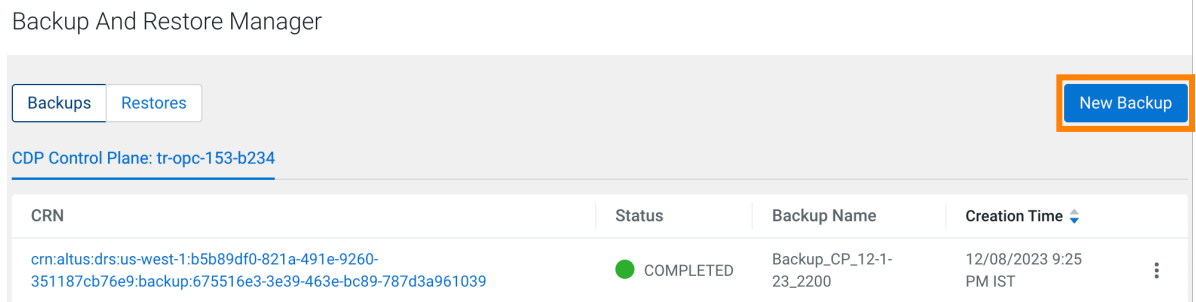 Backup And Restore Manager
Backups Restores New Backup
CDP Control Plane: tr-opc-153-b234
CRN Status Backup Name Creation Time
crn:altus:drs:us-west-1:b5b89df0-821a-491e-9260- Backup_CP_12-1- 12/08/2023 9:25
COMPLETED
351187cb76e9:backup:675516e3-3e39-463e-bc89-787d3a961039 23_2200 PM IST